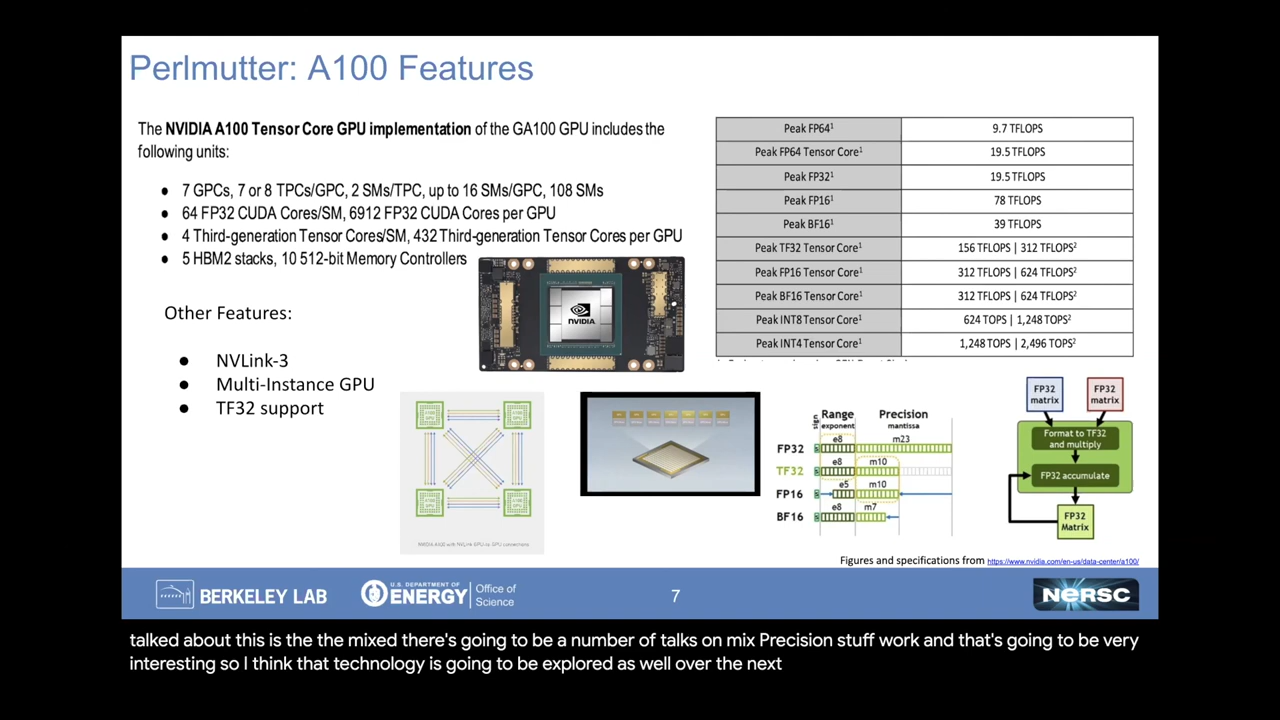 Perlmutter: A100 Features
The NVIDIA A100 Tensor Core GPU implementation of the GA100 GPU includes the
following units:
● 7 GPCs, 7 or 8 TPCs/GPC, 2 SMs/TPC, up to 16 SMs/GPC, 108 SMs
● 64 FP32 CUDA Cores/SM, 6912 FP32 CUDA Cores per GPU
● 4 Third-generation Tensor Cores/SM, 432 Third-generation Tensor Cores per GPU
● 5 HBM2 stacks, 10 512-bit Memory Controllers
Other Features:
● NVLink-3
● Multi-Instance GPU
● TF32 support
Peak FP64¹ 9.7 TFLOPS
Peak FP64 Tensor Core¹ 19.5 TFLOPS
Peak FP32¹ 19.5 TFLOPS
Peak FP16¹ 78 TFLOPS
Peak BF16¹ 39 TFLOPS
Peak TF32 Tensor Core¹ 156 TFLOPS | 312 TFLOPS²
Peak FP16 Tensor Core¹ 312 TFLOPS | 624 TFLOPS²
Peak BF16 Tensor Core¹ 312 TFLOPS | 624 TFLOPS²
Peak INT8 Tensor Core¹ 624 TOPS | 1,248 TOPS²
Peak INT4 Tensor Core¹ 1,248 TOPS | 2,496 TOPS²
NVIDIA
NVIDIA A100 with NVLink GPU-to-GPU connections
sign
Range
exponent
Precision
mantissa
FP32 e8 m23
TF32 e8 m10
FP16 e5 m10
BF16 e8 m7
FP32
matrix
FP32
matrix
Format to TF32
and multiply
FP32 accumulate
FP32
Matrix
Figures and specifications from https://www.nvidia.com/en-us/data-center/a100/
BERKELEY LAB
U.S. DEPARTMENT OF
ENERGY
Office of
Science
7
NERSC
talked about this is the the mixed there's going to be a number of talks on mix Precision stuff work and that's going to be very
interesting so I think that technology is going to be explored as well over the next